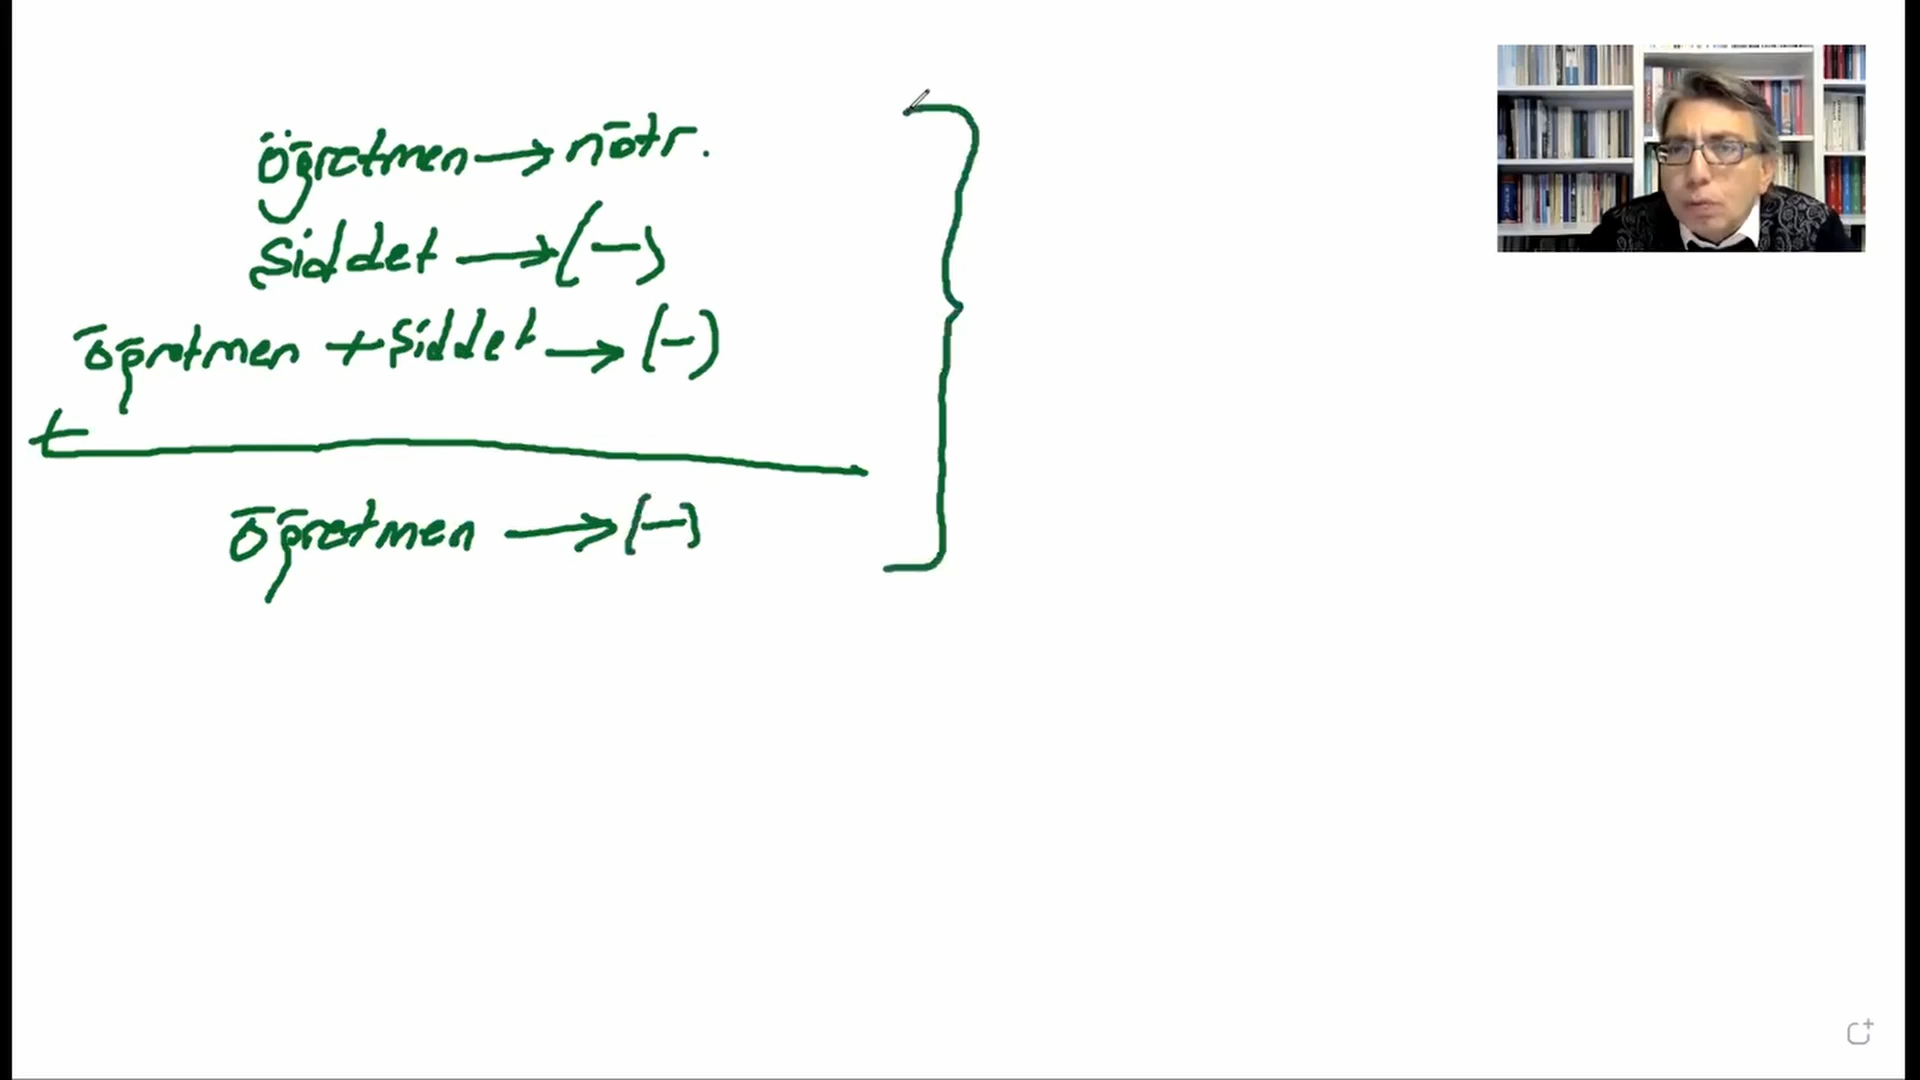 öğretmen → nötr.
Şiddet → (-)
öğretmen + Şiddet → (-)
öğretmen → (-)